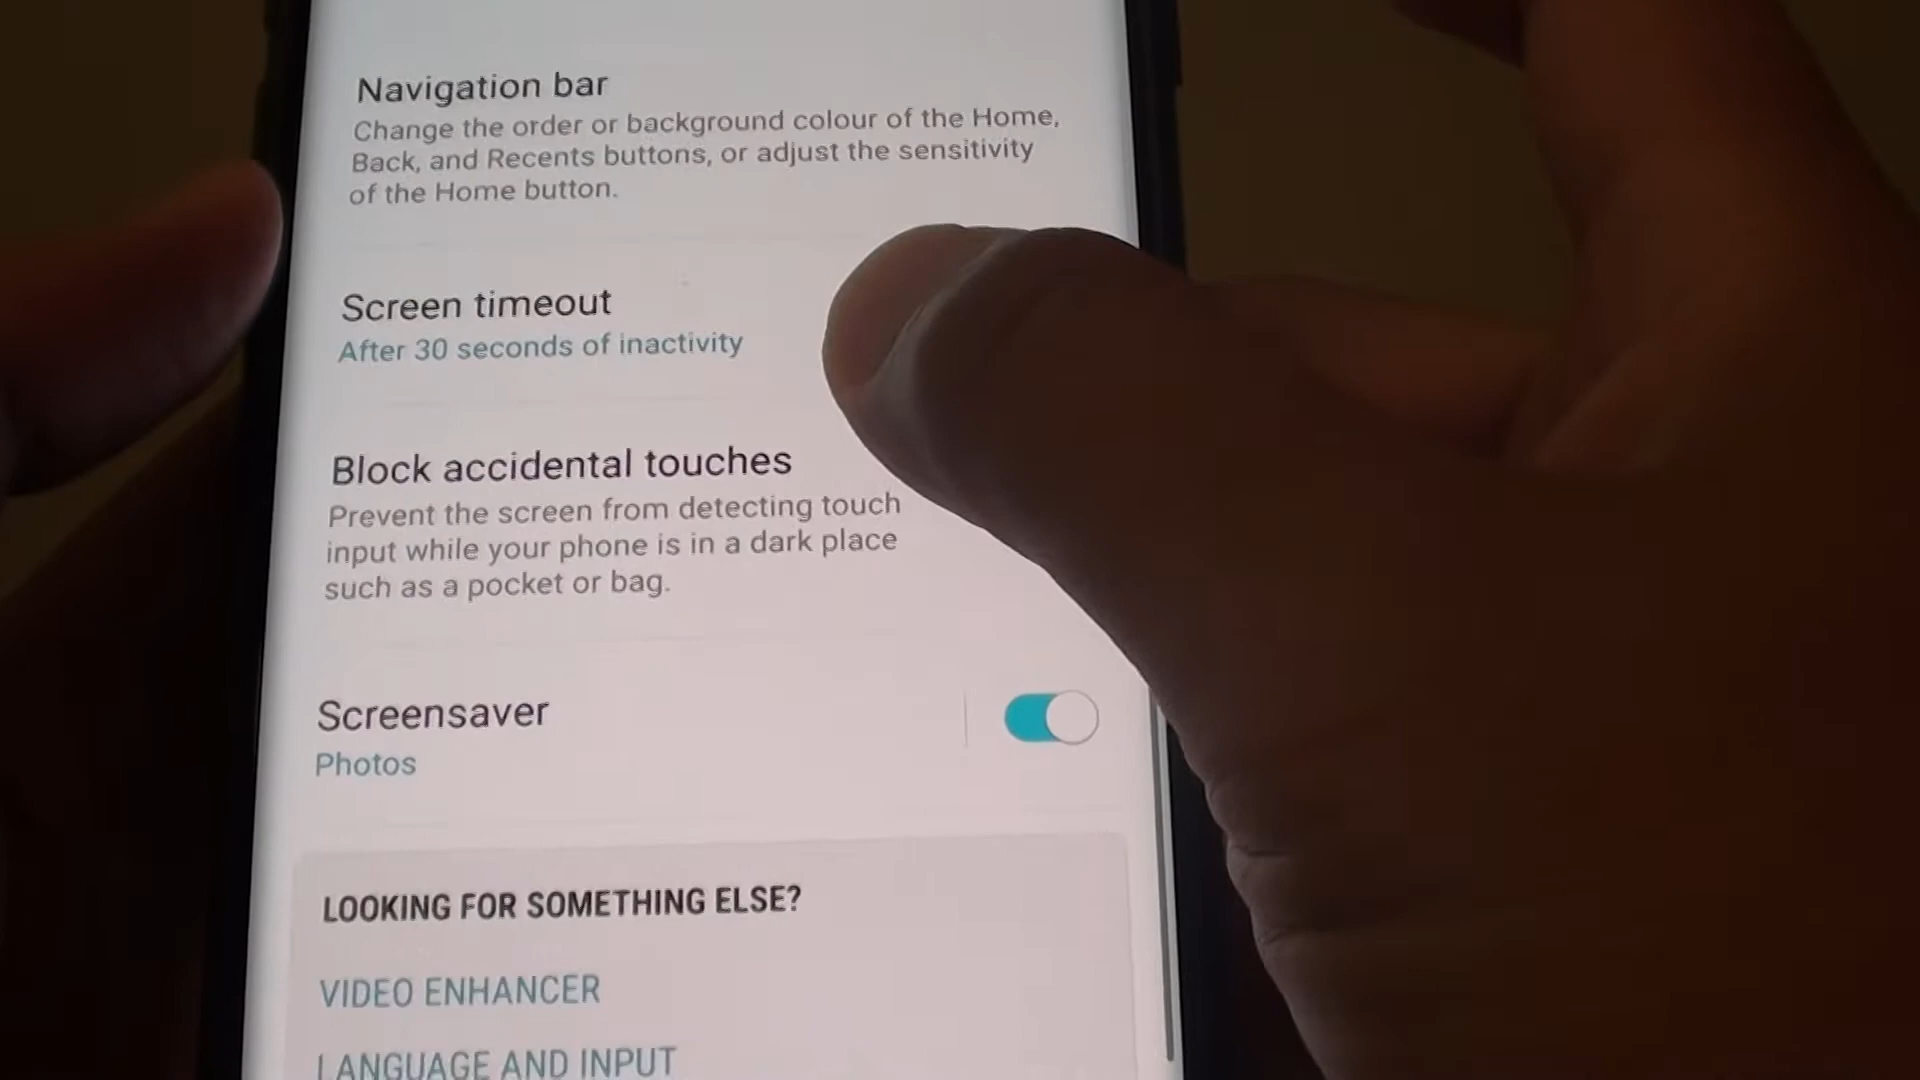 Navigation bar
Change the order or background colour of the Home,
Back, and Recents buttons, or adjust the sensitivity
of the Home button.
Screen timeout
After 30 seconds of inactivity
Block accidental touches
Prevent the screen from detecting touch
input while your phone is in a dark place
such as a pocket or bag.
Screensaver
Photos
LOOKING FOR SOMETHING ELSE?
VIDEO ENHANCER
LANGUAGE AND INPUT